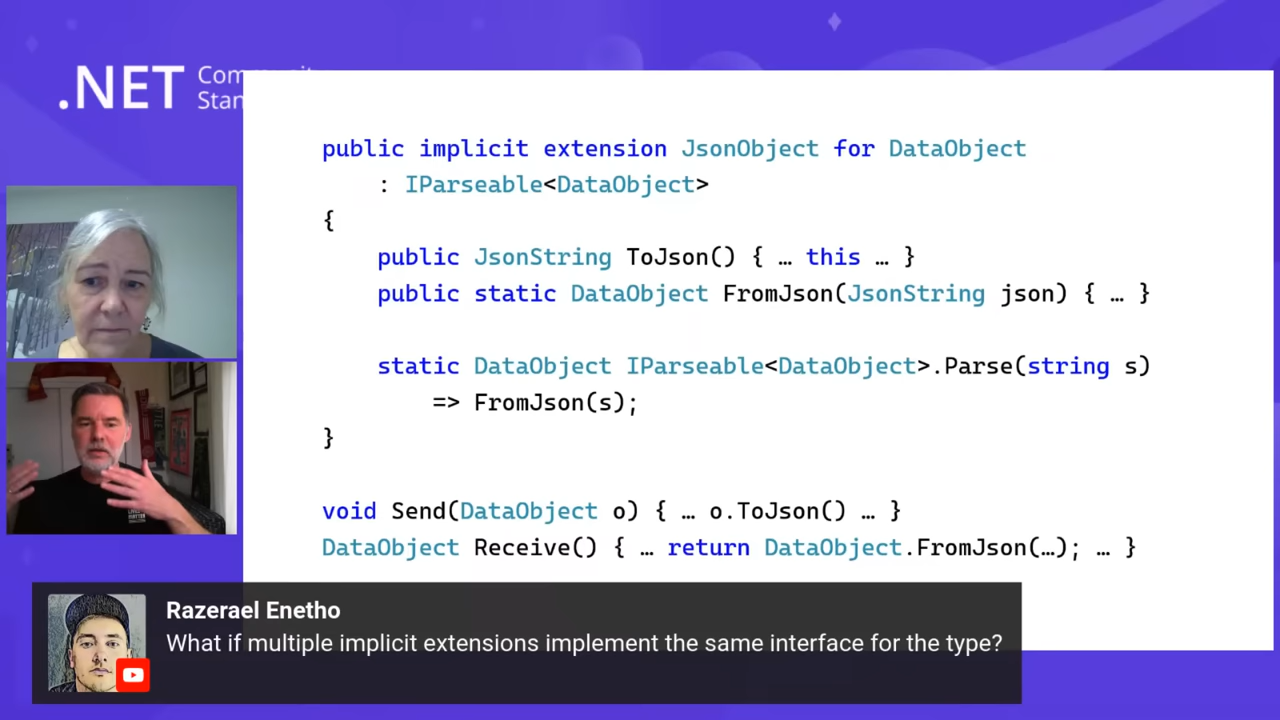 .NET
public implicit extension JsonObject for DataObject
: IParseable<DataObject>
{
public JsonString ToJson() { … this … }
public static DataObject FromJson(JsonString json) { … }
static DataObject IParseable<DataObject>.Parse(string s)
=> FromJson(s);
}
void Send(DataObject o) { … o.ToJson() … }
DataObject Receive() { … return DataObject.FromJson(…); … }
Razerael Enetho
What if multiple implicit extensions implement the same interface for the type?